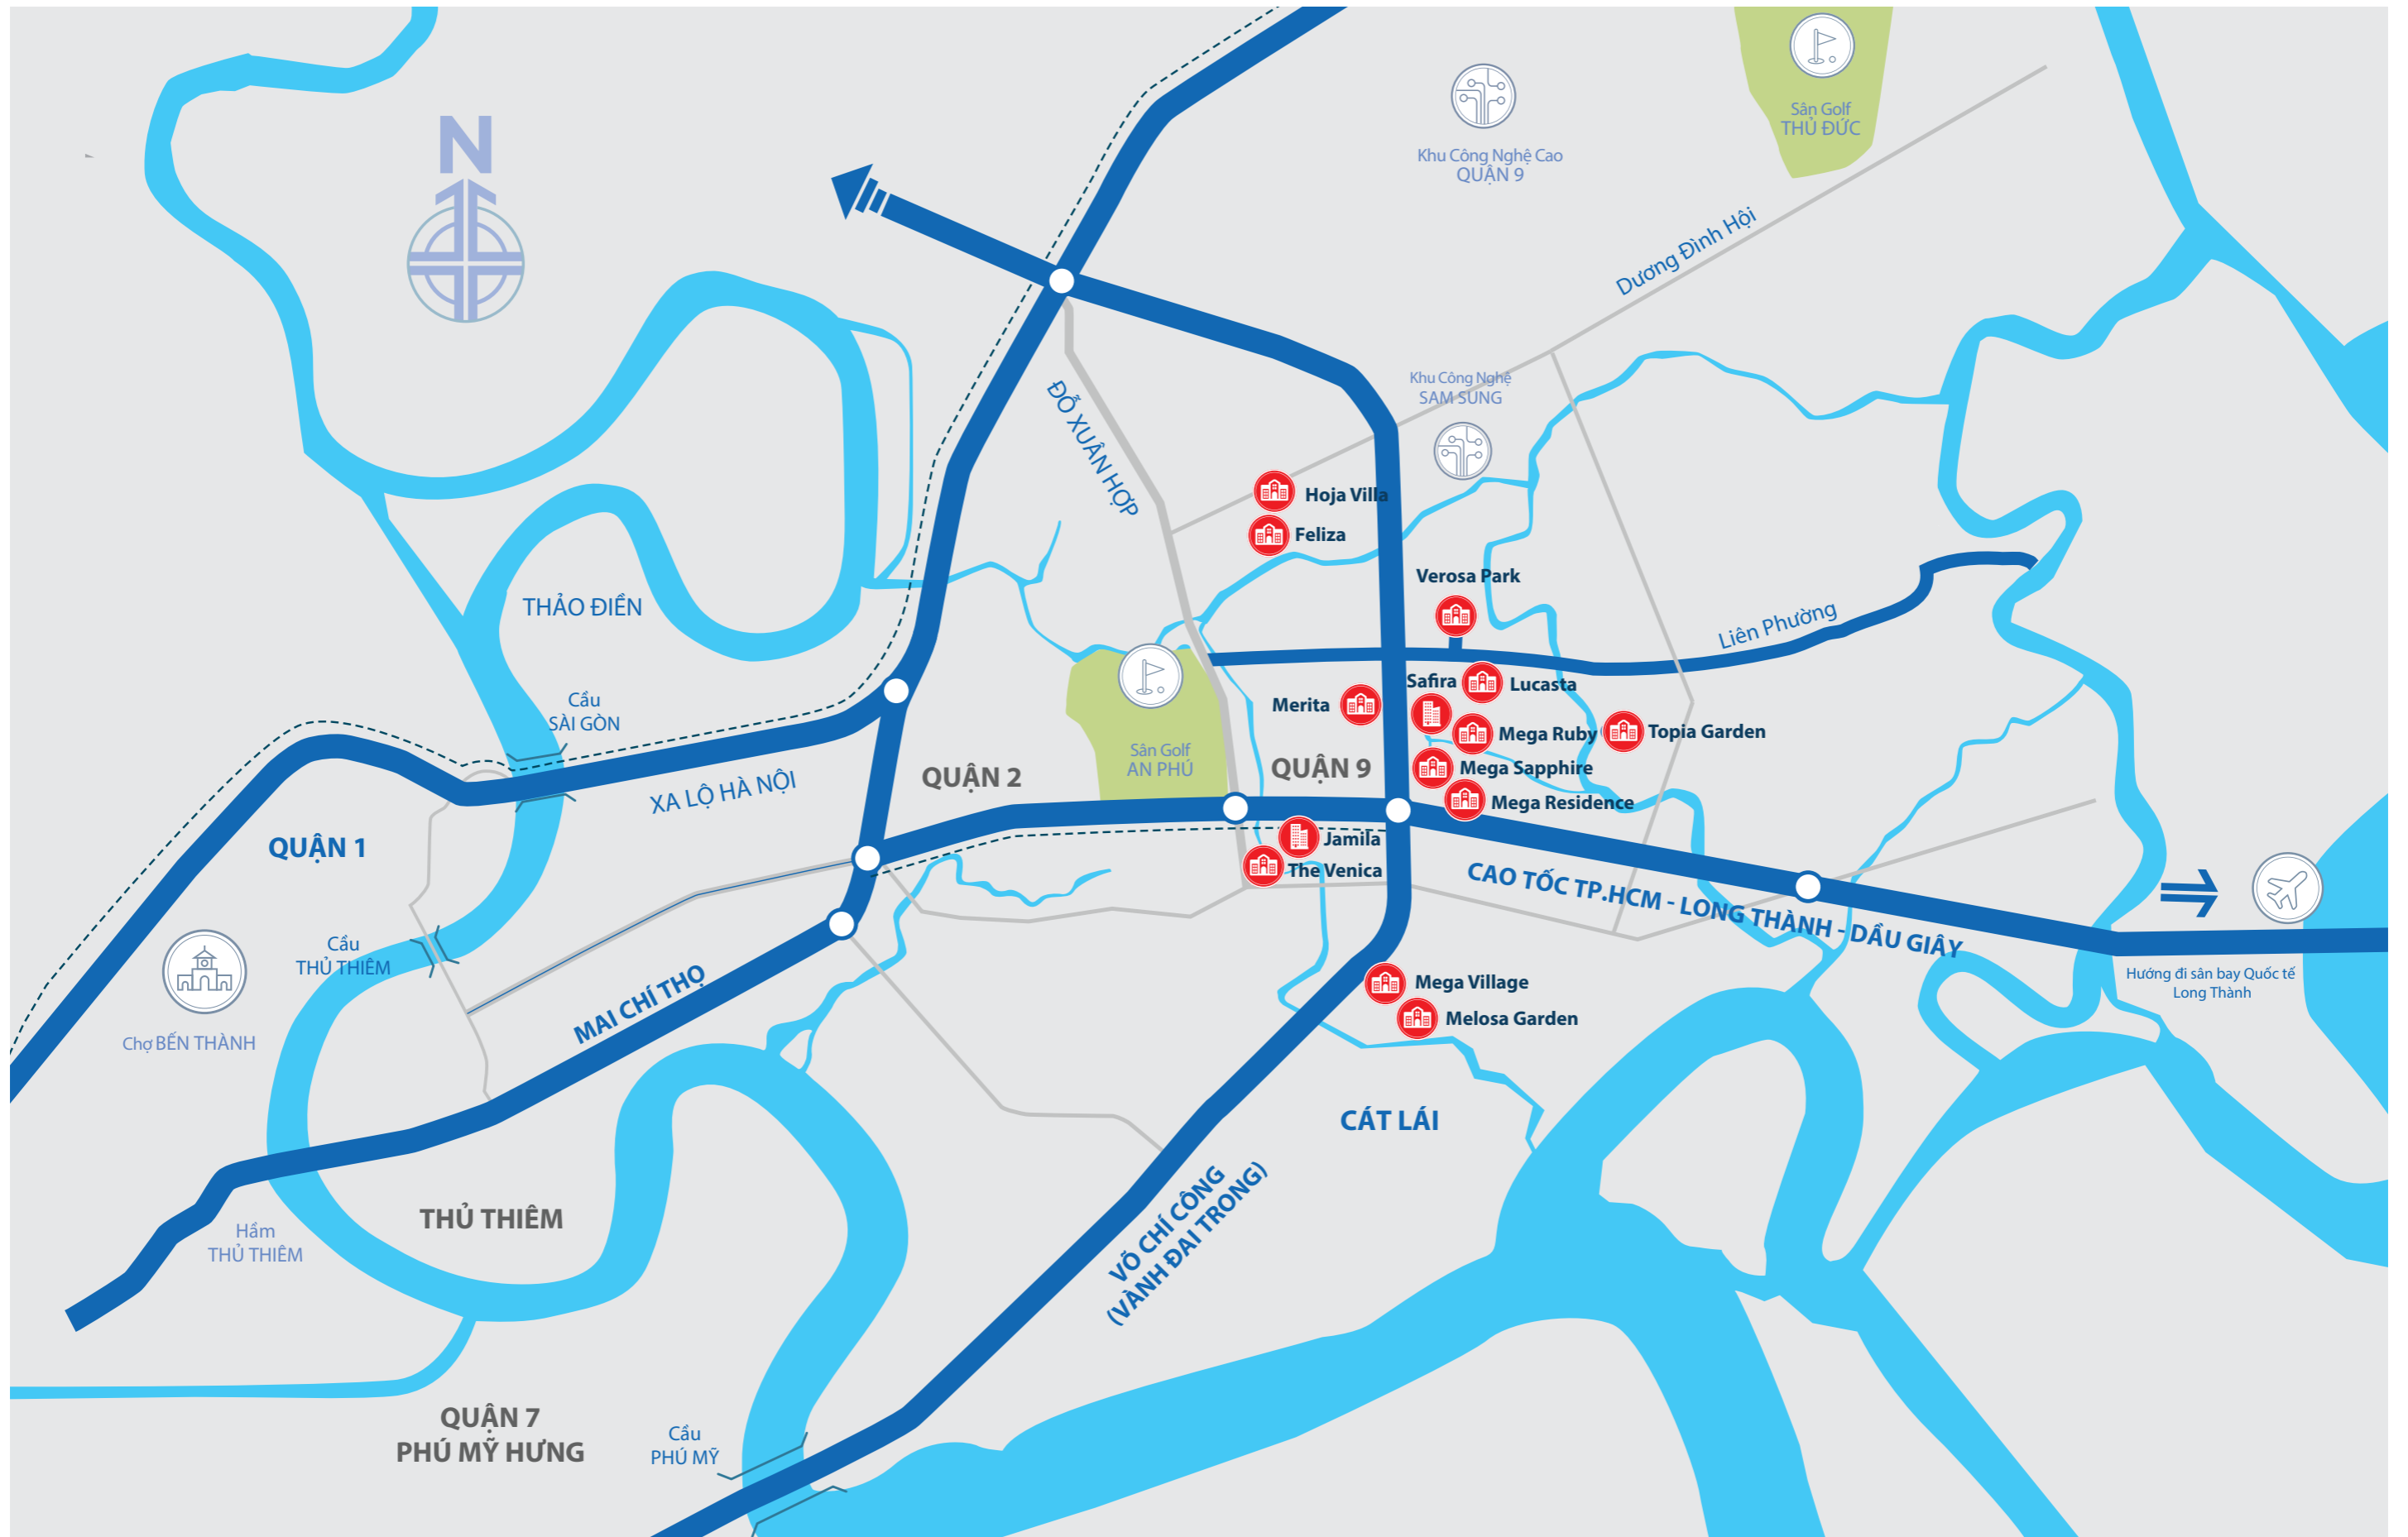 N
Sân Golf
THỦ ĐỨC
Khu Công Nghệ Cao
QUẬN 9
Dương Đình Hội
Khu Công Nghệ
SAM SUNG
ĐỖ XUÂN HỢP
Hoja Villa
Feliza
Verosa Park
THẢO ĐIỀN
Liên Phường
Cầu
SÀI GÒN
Safira
Lucasta
Merita
Mega Ruby
Topia Garden
Sân Golf
AN PHÚ
QUẬN 2
QUẬN 9
Mega Sapphire
XA LỘ HÀ NỘI
Mega Residence
QUẬN 1
Jamila
The Venica
CAO TỐC TP.HCM - LONG THÀNH - DẦU GIÂY
Cầu
THỦ THIÊM
Hướng đi sân bay Quốc tế
Long Thành
MAI CHÍ THỌ
Mega Village
Melosa Garden
Chợ BẾN THÀNH
CÁT LÁI
THỦ THIÊM
VÕ CHÍ CÔNG
(VÀNH ĐAI TRONG)
Hầm
THỦ THIÊM
QUẬN 7
PHÚ MỸ HƯNG
Cầu
PHÚ MỸ